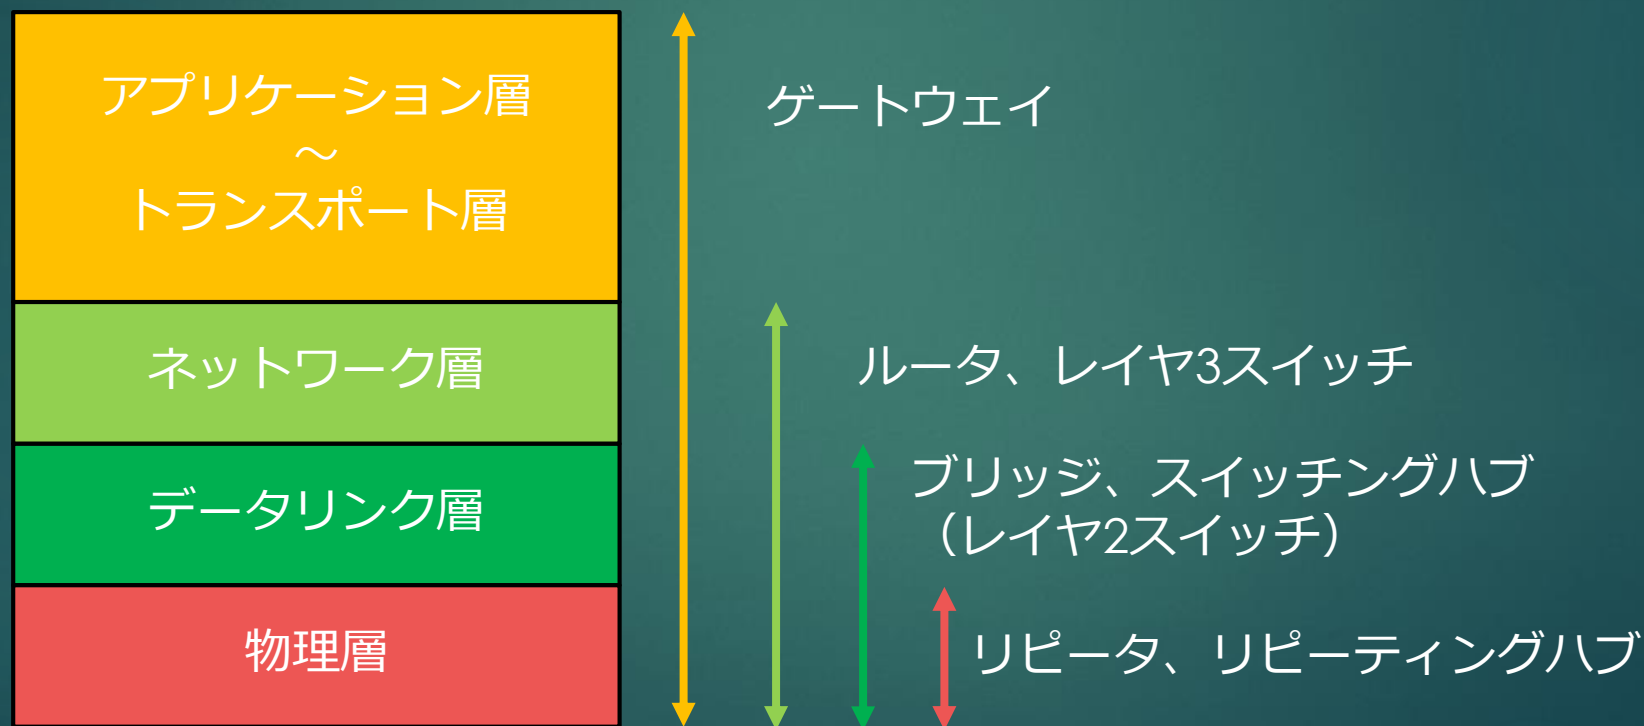 アプリケーション層
～
トランスポート層
ゲートウェイ
ネットワーク層
ルータ、レイヤ3スイッチ
データリンク層
ブリッジ、スイッチングハブ
（レイヤ2スイッチ）
物理層
リピータ、リピーティングハブ